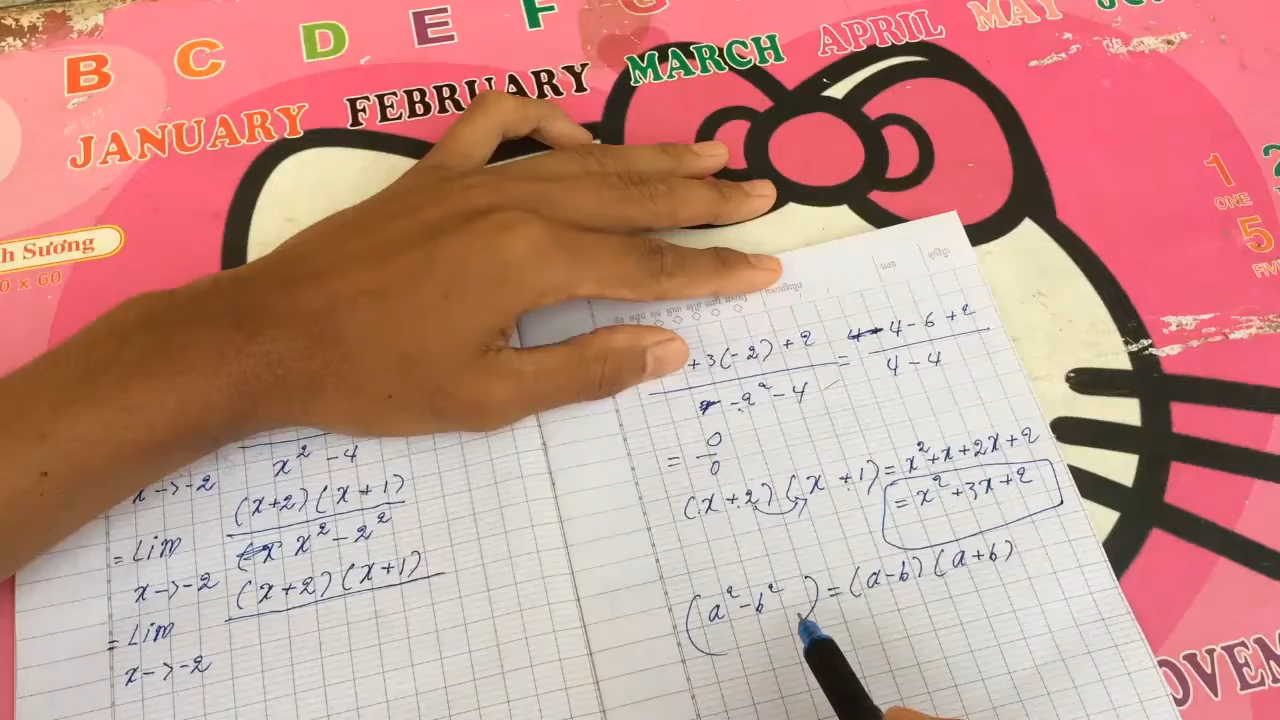 B C D E F G
JANUARY FEBRUARY MARCH APRIL MAY
1
ONE
5
h Sương
0 x 60
x² - 4
x -> -2
= Lim (x+2)(x+1)
x² - 2²
x -> -2
= Lim (x+2)(x+1)
x -> -2
+ 3(-2) + 2 = 4 - 6 + 2
-2² - 4
4 - 4
= 0
0
(x + 2)(x + 1) = x² + x + 2x + 2
= x² + 3x + 2
(a² - b² ) = (a - b)(a + b)
OVEM